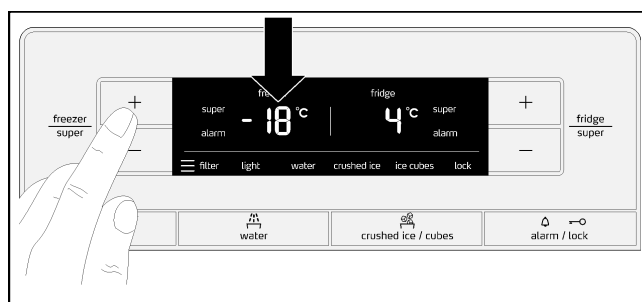 fridge
super
super
- 18 °C
4 °C
alarm
alarm
filter light water crushed ice ice cubes lock
+
+
-
-
freezer
super
fridge
super
water
crushed ice / cubes
alarm / lock